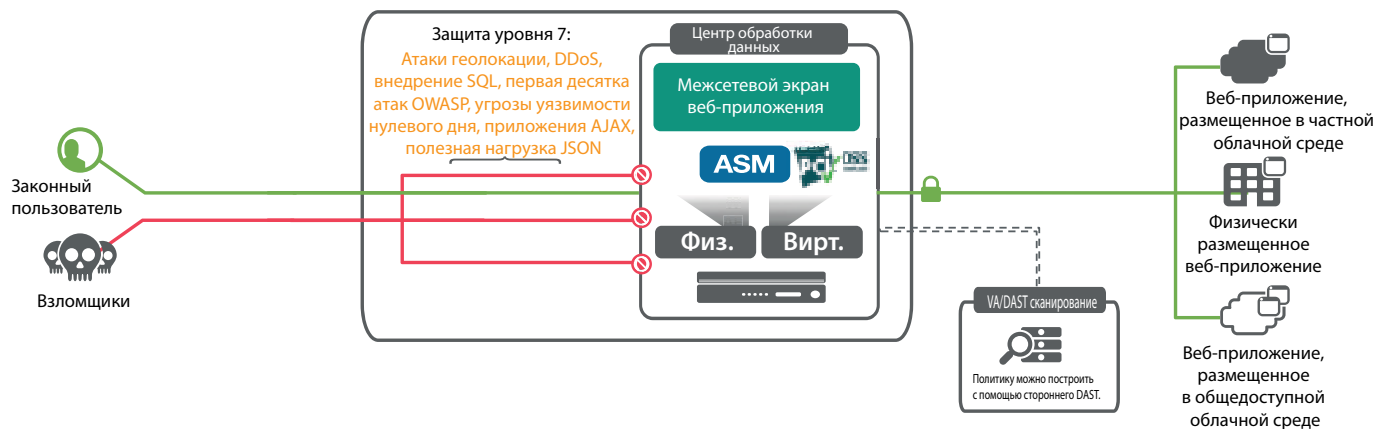 Защита уровня 7:
Атаки геолокации, DDoS,
внедрение SQL, первая десятка
атак OWASP, угрозы уязвимости
нулевого дня, приложения AJAX,
полезная нагрузка JSON
Центр обработки
данных
Межсетевой экран
веб-приложения
ASM
Физ.
Вирт.
Законный
пользователь
Взломщики
VA/DAST сканирование
Политику можно построить
с помощью стороннего DAST.
Веб-приложение,
размещенное в частной
облачной среде
Физически
размещенное
веб-приложение
Веб-приложение,
размещенное
в общедоступной
облачной среде